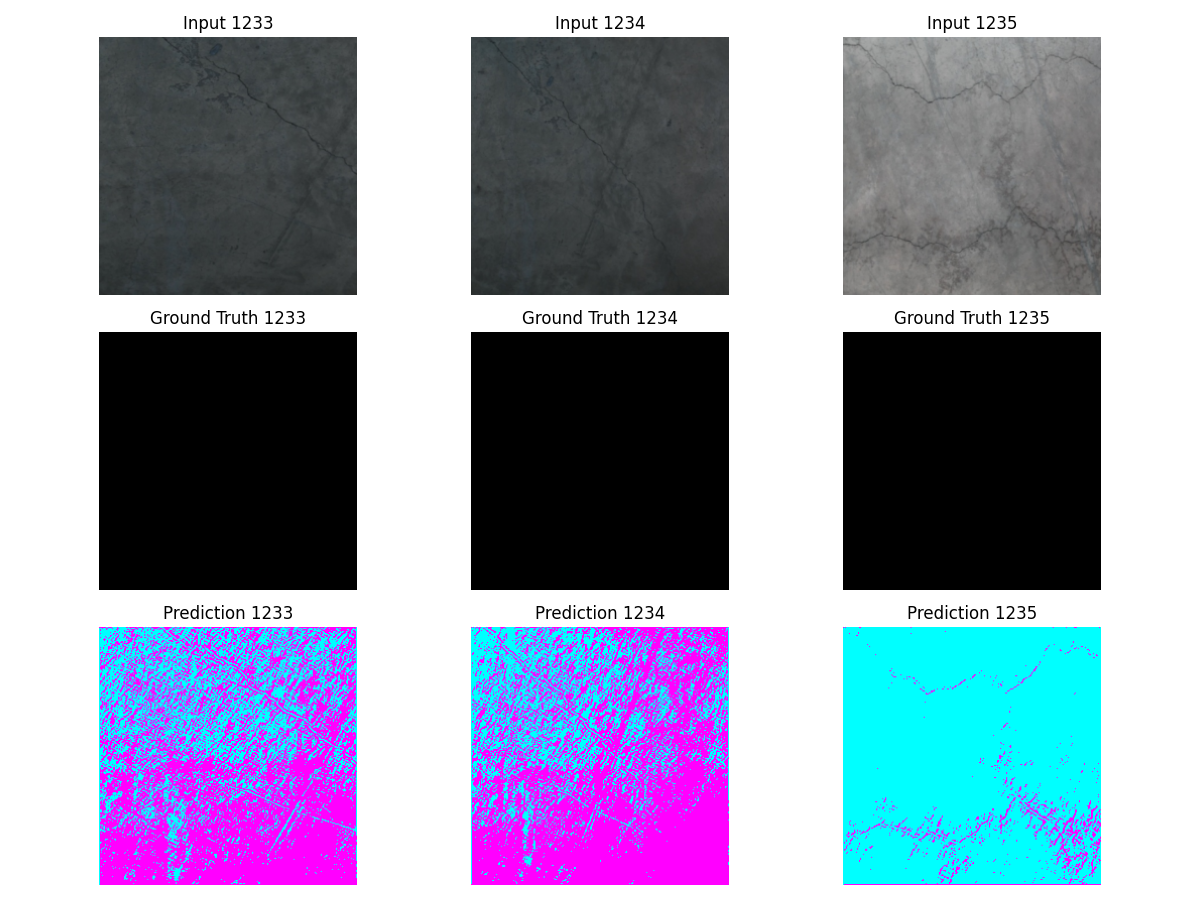 Input 1233
Input 1234
Input 1235
Ground Truth 1233
Ground Truth 1234
Ground Truth 1235
Prediction 1233
Prediction 1234
Prediction 1235